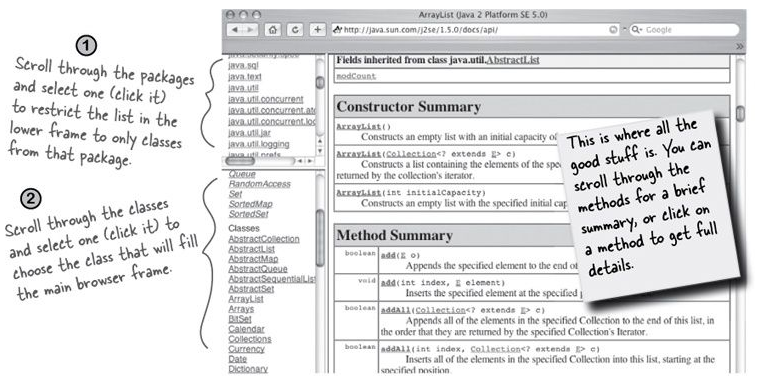 ArrayList (Java 2 Platform SE 5.0)
http://java.sun.com/j2se/1.5.0/docs/api/
Google
1
Scroll through the packages
and select one (click it)
to restrict the list in the
lower frame to only classes
from that package.
2
Scroll through the classes
and select one (click it) to
choose the class that will fill
the main browser frame.
java.sql
java.text
java.util
java.util.concurrent
java.util.concurrent.ato
java.util.concurrent.loc
java.util.jar
java.util.logging
java.util.prefs
Queue
RandomAccess
Set
SortedMap
SortedSet
Classes
AbstractCollection
AbstractList
AbstractMap
AbstractQueue
AbstractSequentialList
AbstractSet
ArrayList
Arrays
BitSet
Calendar
Collections
Currency
Date
Dictionary
Fields inherited from class java.util.AbstractList
modCount
Constructor Summary
ArrayList()
Constructs an empty list with an initial capacity of
ArrayList(Collection<? extends E> c)
Constructs a list containing the elements of the spec
returned by the collection's iterator.
ArrayList(int initialCapacity)
Constructs an empty list with the specified initial cap
Method Summary
boolean add(E o)
Appends the specified element to the end of
void add(int index, E element)
Inserts the specified element at the specified
boolean addAll(Collection<? extends E> c)
Appends all of the elements in the specified Collection to the end of this list, in
the order that they are returned by the specified Collection's Iterator.
boolean addAll(int index, Collection<? extends E> c)
Inserts all of the elements in the specified Collection into this list, starting at the
specified position.
This is where all the
good stuff is. You can
scroll through the
methods for a brief
summary, or click on
a method to get full
details.